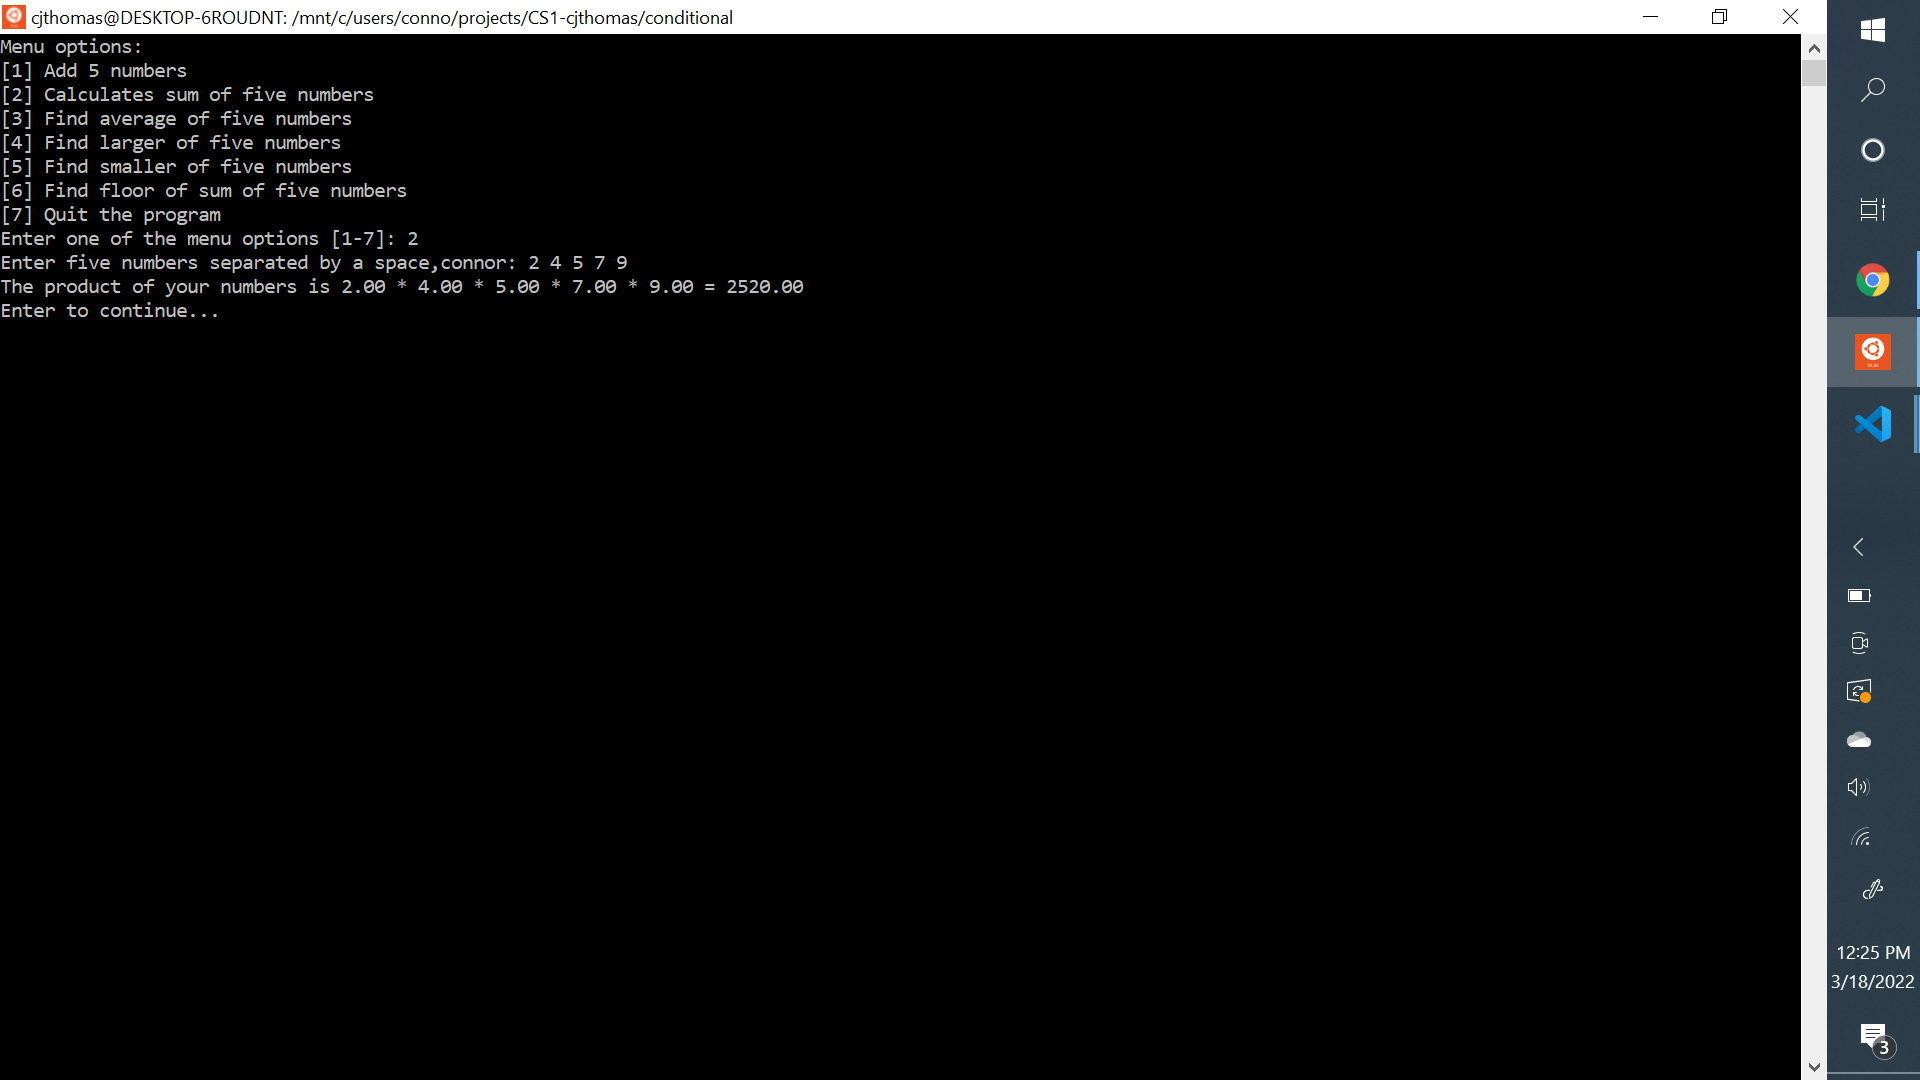 cjthomas@DESKTOP-6ROUDNT: /mnt/c/users/conno/projects/CS1-cjthomas/conditional
Menu options:
[1] Add 5 numbers
[2] Calculates sum of five numbers
[3] Find average of five numbers
[4] Find larger of five numbers
[5] Find smaller of five numbers
[6] Find floor of sum of five numbers
[7] Quit the program
Enter one of the menu options [1-7]: 2
Enter five numbers separated by a space,connor: 2 4 5 7 9
The product of your numbers is 2.00 * 4.00 * 5.00 * 7.00 * 9.00 = 2520.00
Enter to continue...
12:25 PM
3/18/2022
3